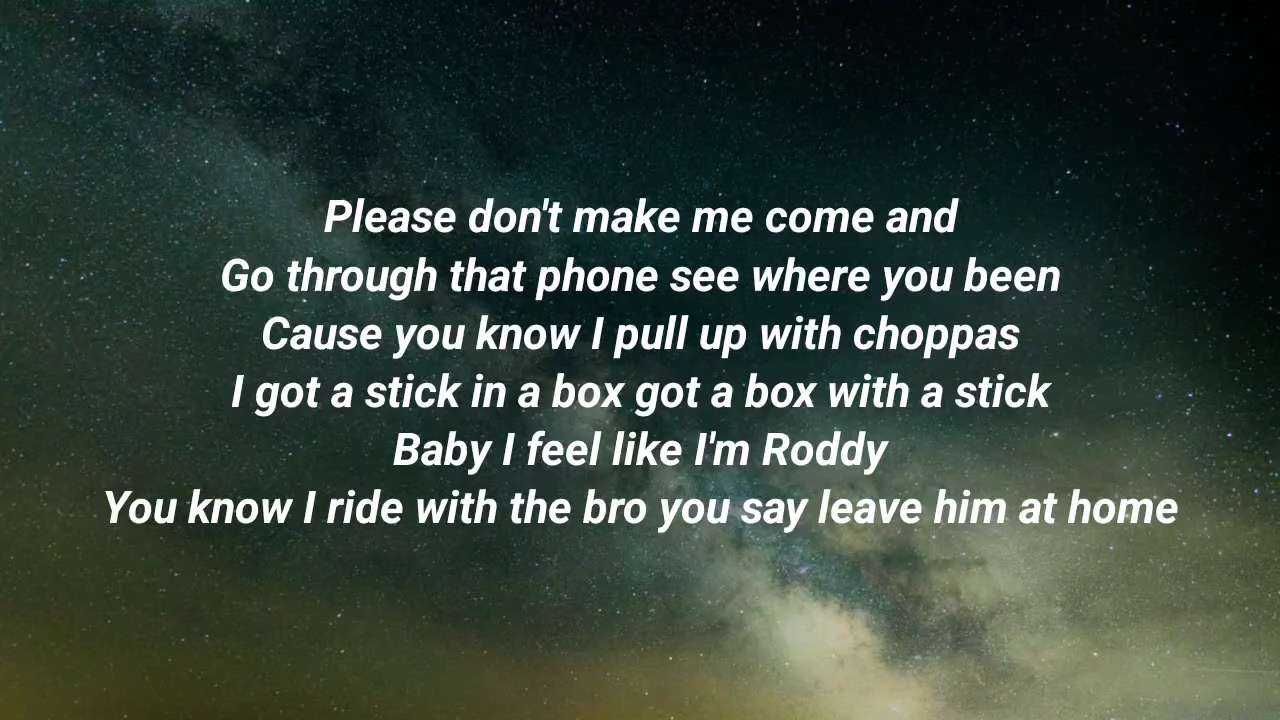 Please don't make me come and
Go through that phone see where you been
Cause you know I pull up with choppas
I got a stick in a box got a box with a stick
Baby I feel like I'm Roddy
You know I ride with the bro you say leave him at home